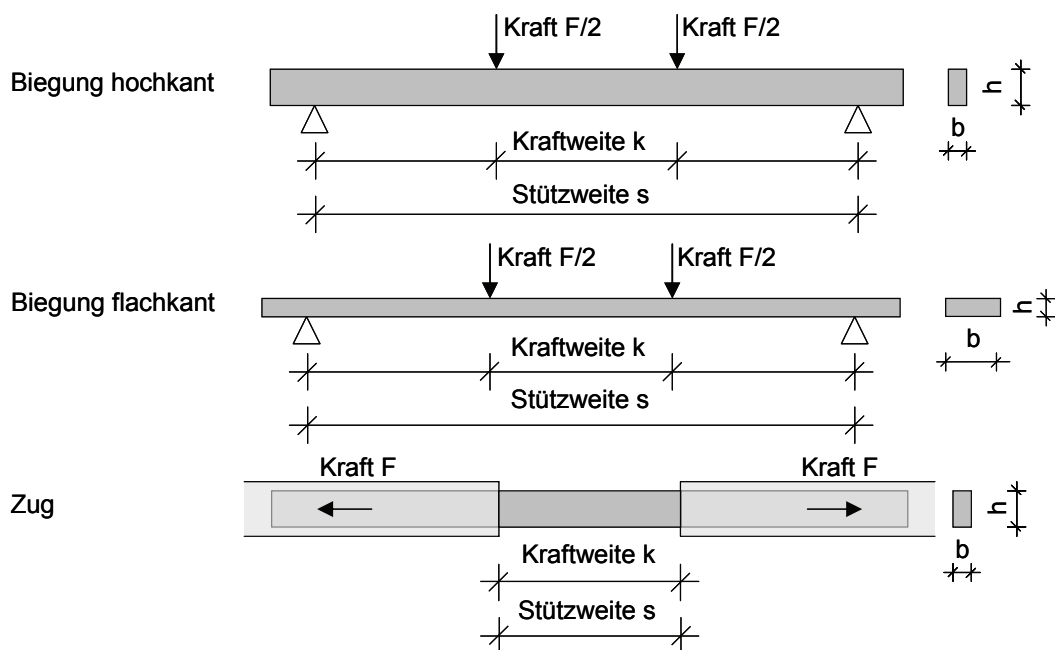 Kraft F/2 Kraft F/2
Biegung hochkant
h
b
Kraftweite k
Stützweite s
Kraft F/2 Kraft F/2
Biegung flachkant
h
b
Kraftweite k
Stützweite s
Kraft F Kraft F
Zug
h
b
Kraftweite k
Stützweite s